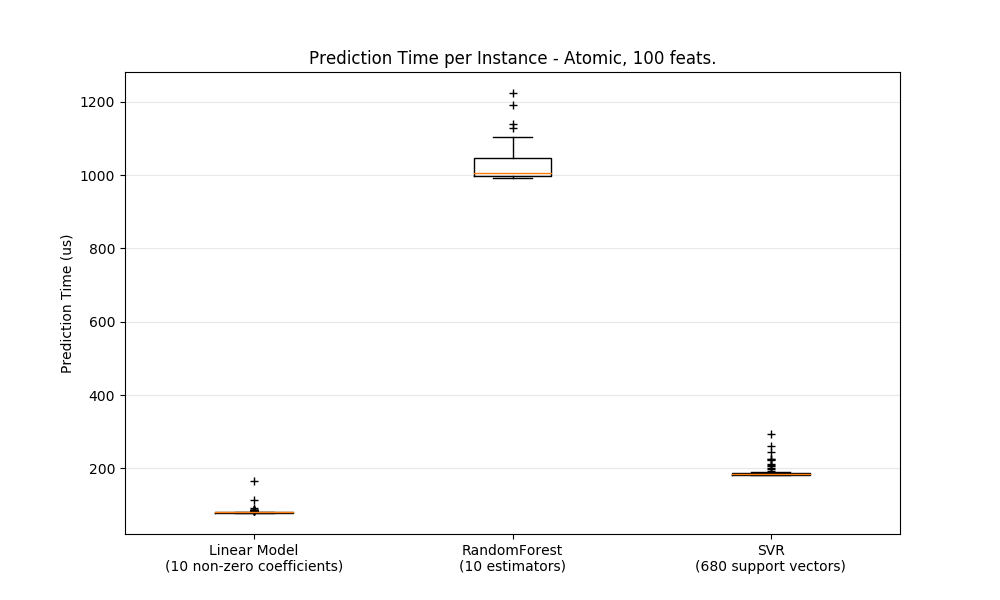 Prediction Time per Instance - Atomic, 100 feats.
1200
1000
800
600
400
200
Prediction Time (us)
Linear Model
(10 non-zero coefficients)
RandomForest
(10 estimators)
SVR
(680 support vectors)